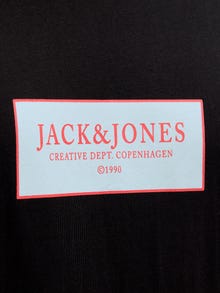 JACK&JONES
CREATIVE DEPT. COPENHAGEN
©1990